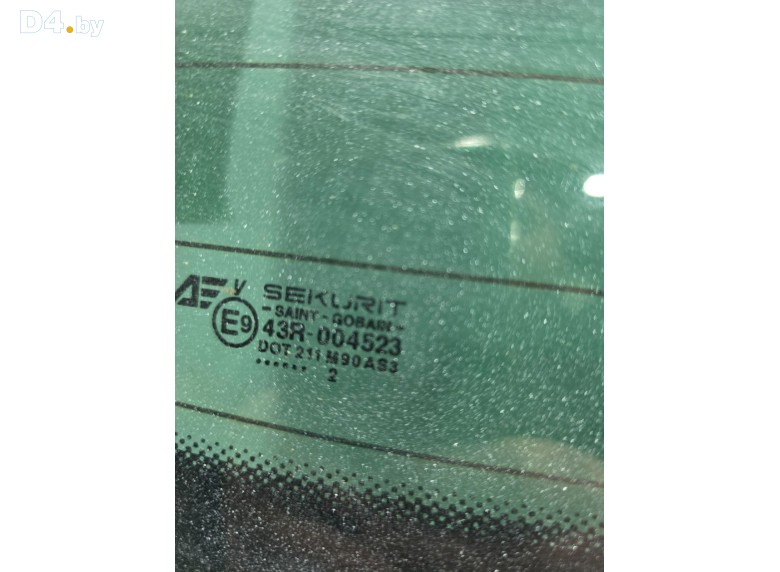 D4.by
V SEKURIT
- SAINT - GOBAIN -
E9 43R-004523
DOT 211 M90 AS3
...... 2